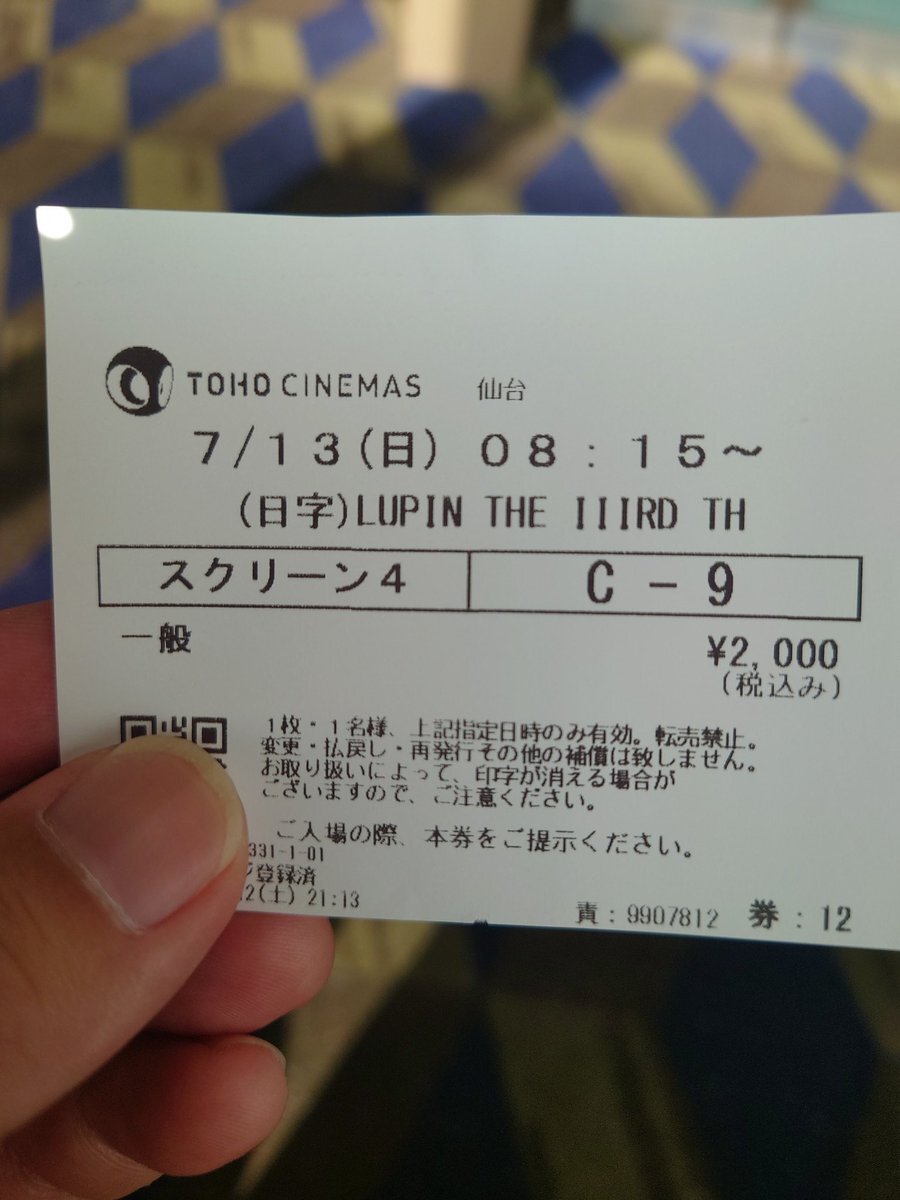 TOHO CINEMAS 仙台
7/13(日) 08:15～
(日字)LUPIN THE IIIRD TH
スクリーン4 C-9
一般 ¥2,000
(税込み)
1枚・1名様、上記指定日時のみ有効。転売禁止。
変更・払戻し・再発行その他の補償は致しません。
お取り扱いによって、印字が消える場合が
ございますので、ご注意ください。
ご入場の際、本券をご提示ください。
331-1-01
登録済
2(土) 21:13 責:9907812 券:12